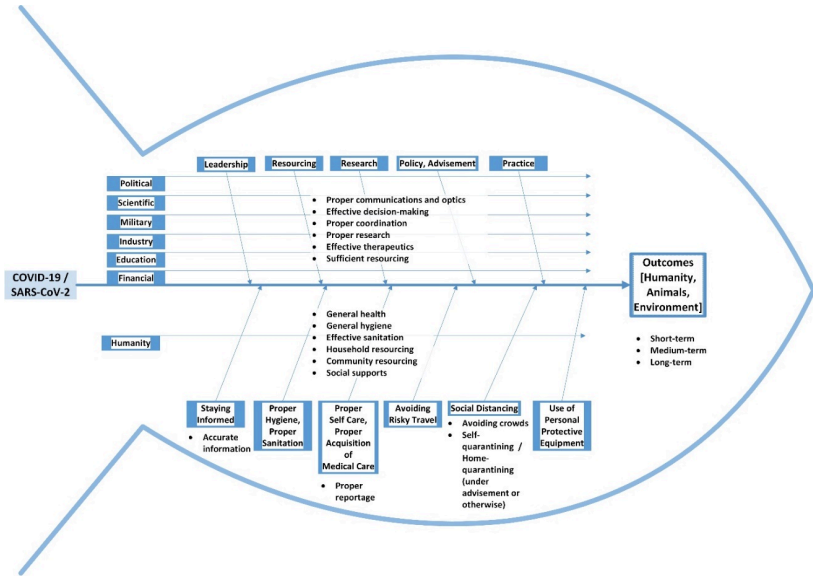 Leadership
Resourcing
Research
Policy, Advisement
Practice
Political
Scientific
Military
Industry
Education
Financial
• Proper communications and optics
• Effective decision-making
• Proper coordination
• Proper research
• Effective therapeutics
• Sufficient resourcing
COVID-19 /
SARS-CoV-2
Outcomes
[Humanity,
Animals,
Environment]
• Short-term
• Medium-term
• Long-term
Humanity
• General health
• General hygiene
• Effective sanitation
• Household resourcing
• Community resourcing
• Social supports
Staying
Informed
• Accurate
information
Proper
Hygiene,
Proper
Sanitation
Proper
Self Care,
Proper
Acquisition
of
Medical Care
• Proper
reportage
Avoiding
Risky Travel
Social Distancing
• Avoiding crowds
• Self-
quarantining /
Home-
quarantining
(under
advisement or
otherwise)
Use of
Personal
Protective
Equipment